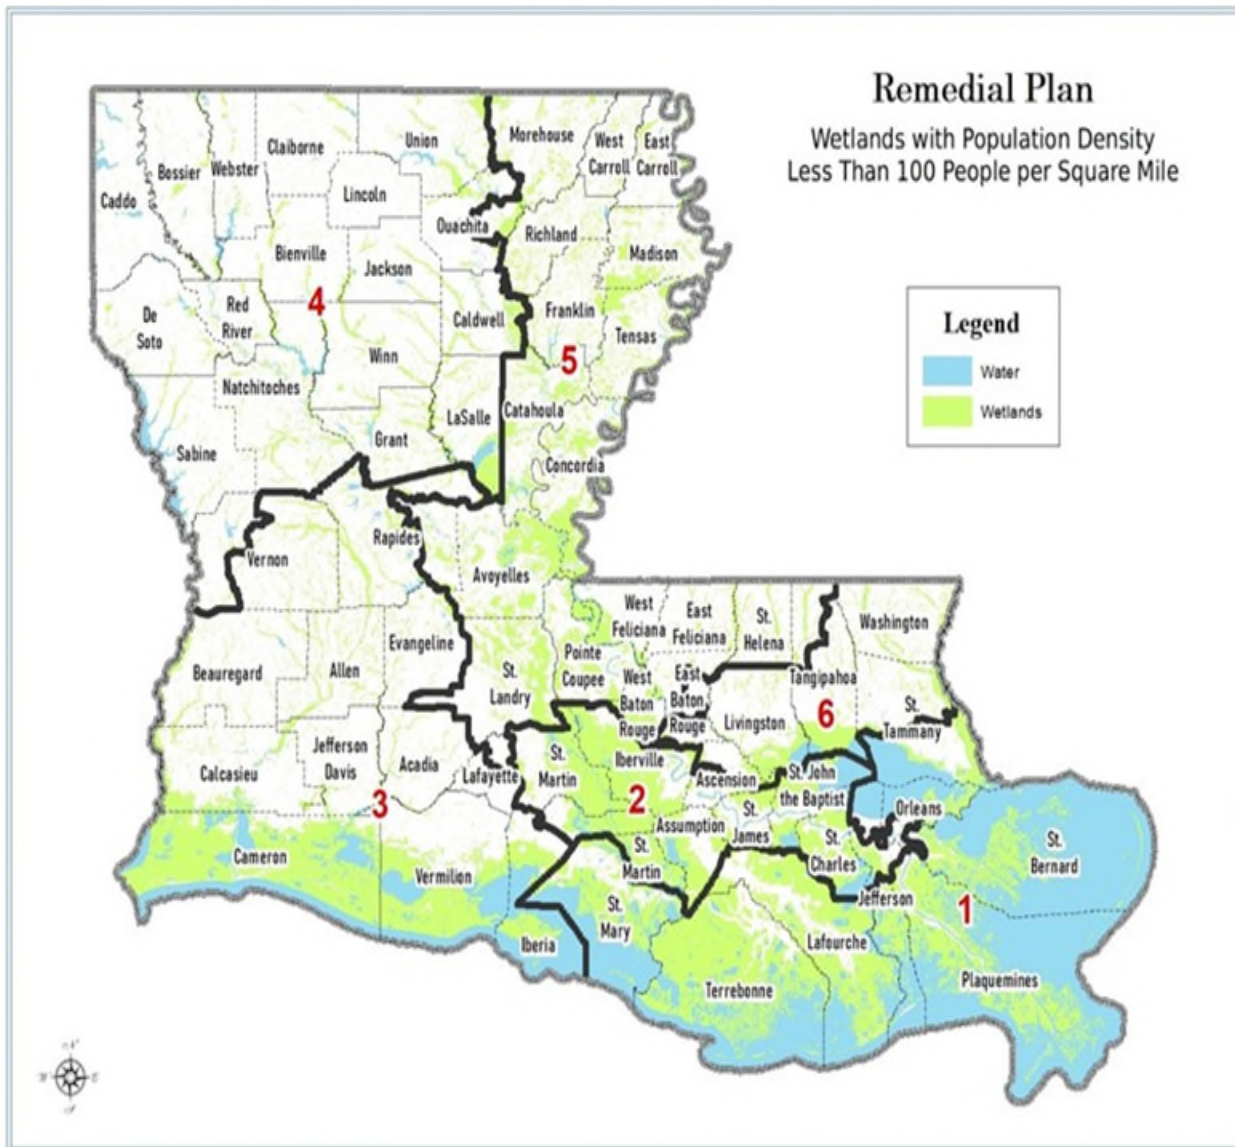 Remedial Plan
Wetlands with Population Density
Less Than 100 People per Square Mile
Legend
Water
Wetlands
Caddo
Bossier
Webster
Claiborne
Union
Morehouse
West
Carroll
East
Carroll
Lincoln
Ouachita
Richland
Madison
Bienville
Jackson
De
Soto
Red
River
4
Caldwell
Franklin
Tensas
Winn
5
Natchitoches
LaSalle
Catahoula
Sabine
Grant
Concordia
Vernon
Rapides
Avoyelles
West
Feliciana
East
Feliciana
St.
Helena
Washington
Beauregard
Allen
Evangeline
St.
Landry
Pointe
Coupee
West
Baton
Rouge
East
Baton
Rouge
Tangipahoa
6
Livingston
St.
Tammany
Calcasieu
Jefferson
Davis
Acadia
Lafayette
St.
Martin
Iberville
Ascension
St. John
the Baptist
3
2
Assumption
St.
James
Orleans
Cameron
Vermilion
St.
Martin
St.
Charles
St.
Bernard
Jefferson
1
Iberia
St.
Mary
Lafourche
Terrebonne
Plaquemines